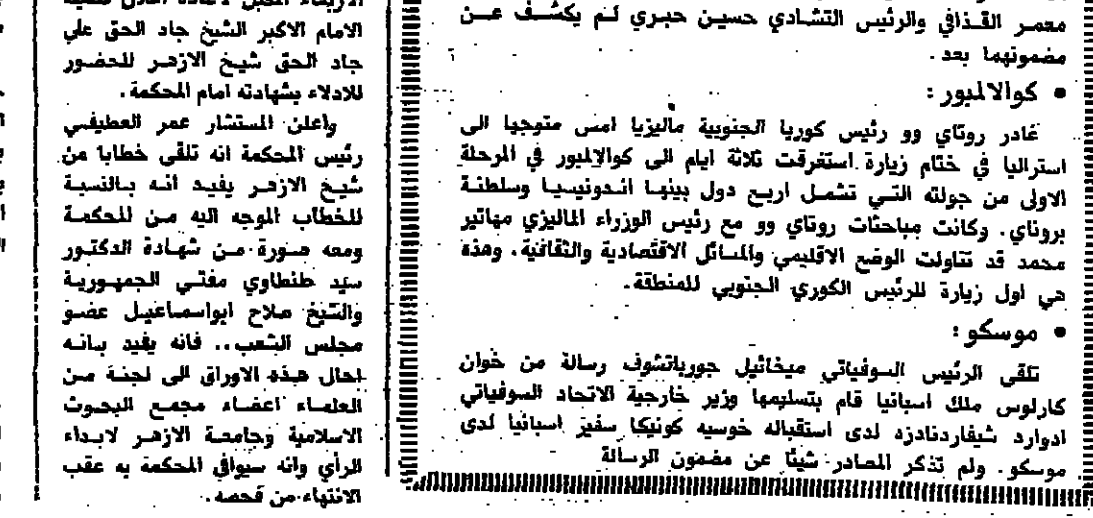 معمر القذافي والرئيس التشادي حسين حبري لم يكشف عن
مضمونهما بعد.
• كوالالمبور:
غادر روتاي وو رئيس كوريا الجنوبية ماليزيا امس متوجها الى
استراليا في ختام زيارة استغرقت ثلاثة ايام الى كوالالمبور في المرحلة
الاولى من جولته التي تشمل اربع دول بينها اندونيسيا وسلطنة
بروناي. وكانت مباحثات روتاي وو مع رئيس الوزراء الماليزي مهاتير
محمد قد تناولت الوضع الاقليمي والمسائل الاقتصادية والثقافية، وهذه
هي اول زيارة للرئيس الكوري الجنوبي للمنطقة.
• موسكو:
تلقى الرئيس السوفياتي ميخائيل جورباتشوف رسالة من خوان
كارلوس ملك اسبانيا قام بتسليمها وزير خارجية الاتحاد السوفياتي
ادوارد شيفاردنادزه لدى استقباله خوسيه كونيكا سفير اسبانيا لدى
موسكو. ولم تذكر المصادر شيئا عن مضمون الرسالة
الامام الاكبر الشيخ جاد الحق علي
جاد الحق شيخ الازهر للحضور
للادلاء بشهادته امام المحكمة.
واعلن المستشار عمر العطيفي
رئيس المحكمة انه تلقى خطابا من
شيخ الازهر يفيد انه بالنسبة
للخطاب الموجه اليه من المحكمة
ومعه صورة من شهادة الدكتور
سيد طنطاوي مفتي الجمهورية
والشيخ صلاح ابواسماعيل عضو
مجلس الشعب.. فانه يفيد بانه
احال هذه الاوراق الى لجنة من
العلماء اعضاء مجمع البحوث
الاسلامية وجامعة الازهر لابداء
الرأي وانه سيوافي المحكمة به عقب
الانتهاء من فحصه.